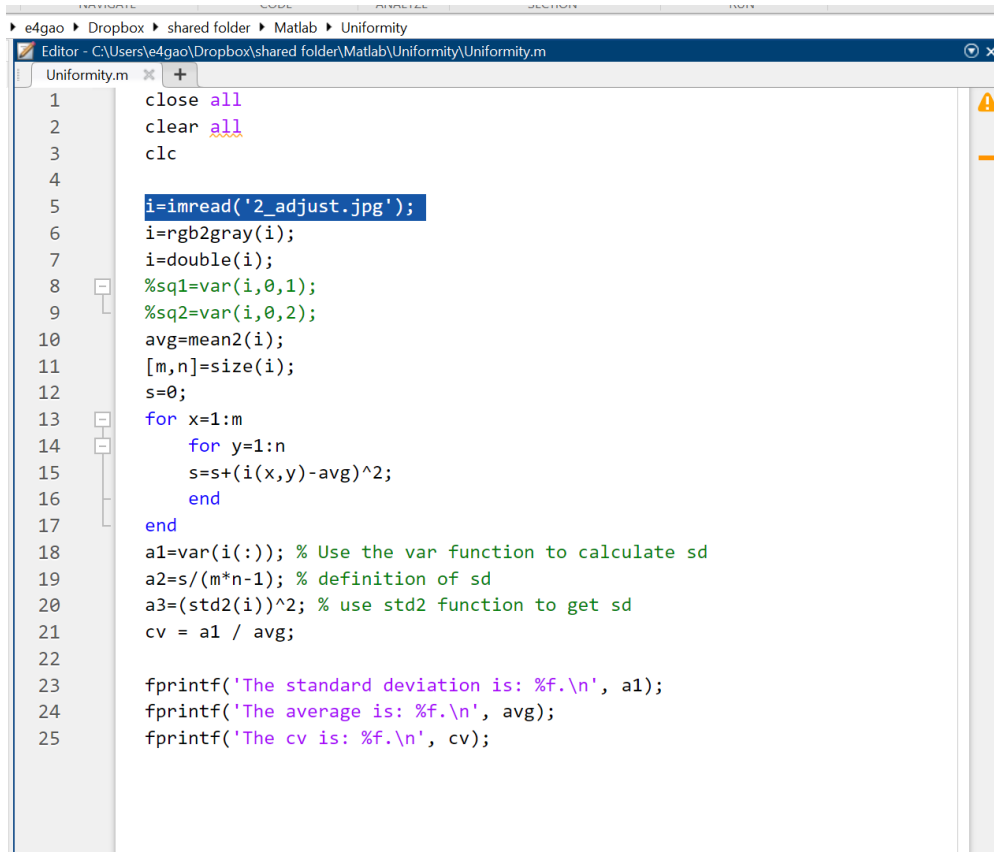 e4gao ▸ Dropbox ▸ shared folder ▸ Matlab ▸ Uniformity
Editor - C:\Users\e4gao\Dropbox\shared folder\Matlab\Uniformity\Uniformity.m
Uniformity.m
1 close all
2 clear all
3 clc
4
5 i=imread('2_adjust.jpg');
6 i=rgb2gray(i);
7 i=double(i);
8 %sq1=var(i,0,1);
9 %sq2=var(i,0,2);
10 avg=mean2(i);
11 [m,n]=size(i);
12 s=0;
13 for x=1:m
14 for y=1:n
15 s=s+(i(x,y)-avg)^2;
16 end
17 end
18 a1=var(i(:)); % Use the var function to calculate sd
19 a2=s/(m*n-1); % definition of sd
20 a3=(std2(i))^2; % use std2 function to get sd
21 cv = a1 / avg;
22
23 fprintf('The standard deviation is: %f.\n', a1);
24 fprintf('The average is: %f.\n', avg);
25 fprintf('The cv is: %f.\n', cv);